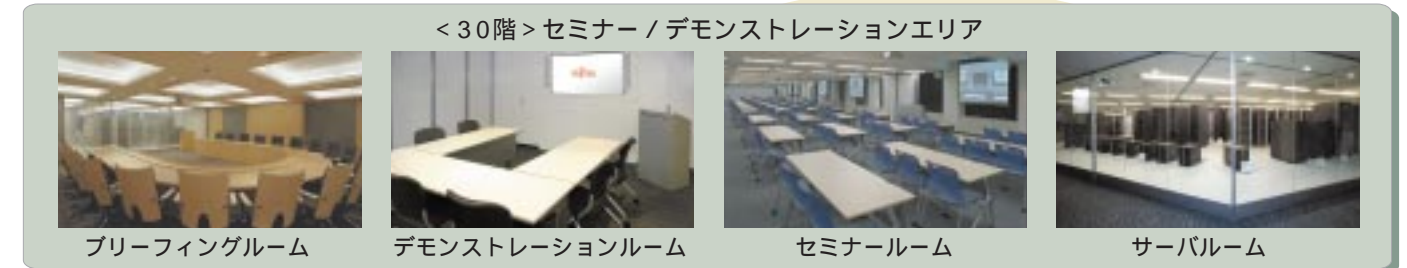 <30階>セミナー/デモンストレーションエリア
ブリーフィングルーム
デモンストレーションルーム
セミナールーム
サーバルーム